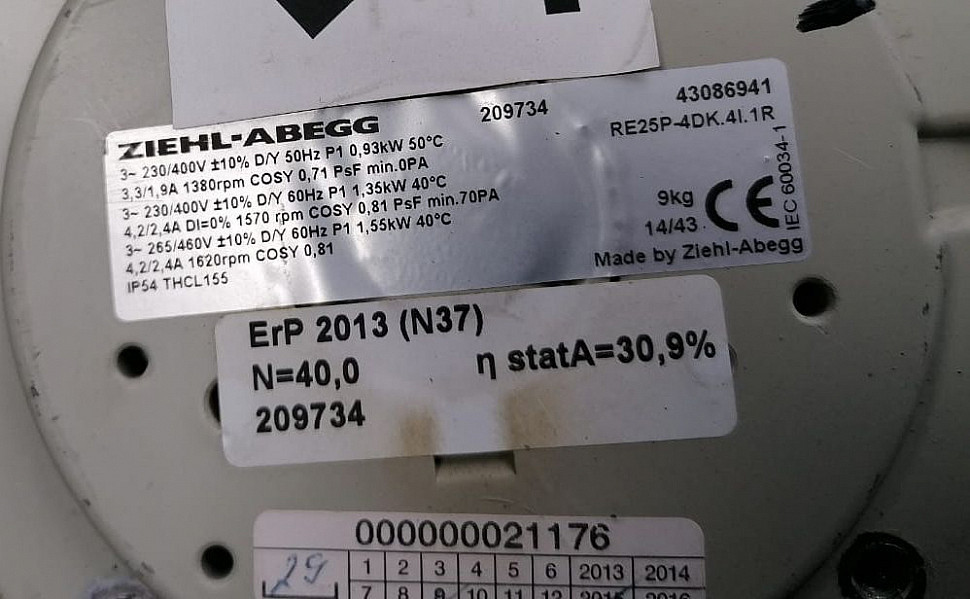 ZIEHL-ABEGG
209734
43086941
3~ 230/400V ±10% D/Y 50Hz P1 0,93kW 50°C
RE25P-4DK.4I.1R
3,3/1,9A 1380rpm COSY 0,71 PsF min.0PA
3~ 230/400V ±10% D/Y 60Hz P1 1,35kW 40°C
4,2/2,4A DI=0% 1570 rpm COSY 0,81 PsF min.70PA
3~ 265/460V ±10% D/Y 60Hz P1 1,55kW 40°C
4,2/2,4A 1620rpm COSY 0,81
IP54 THCL155
9kg
CE
14/43
IEC 60034-1
Made by Ziehl-Abegg
ErP 2013 (N37)
N=40,0
η statA=30,9%
209734
000000021176
29
1 2 3 4 5 6 2013 2014
7 8 9 10 11 12 2015 2016